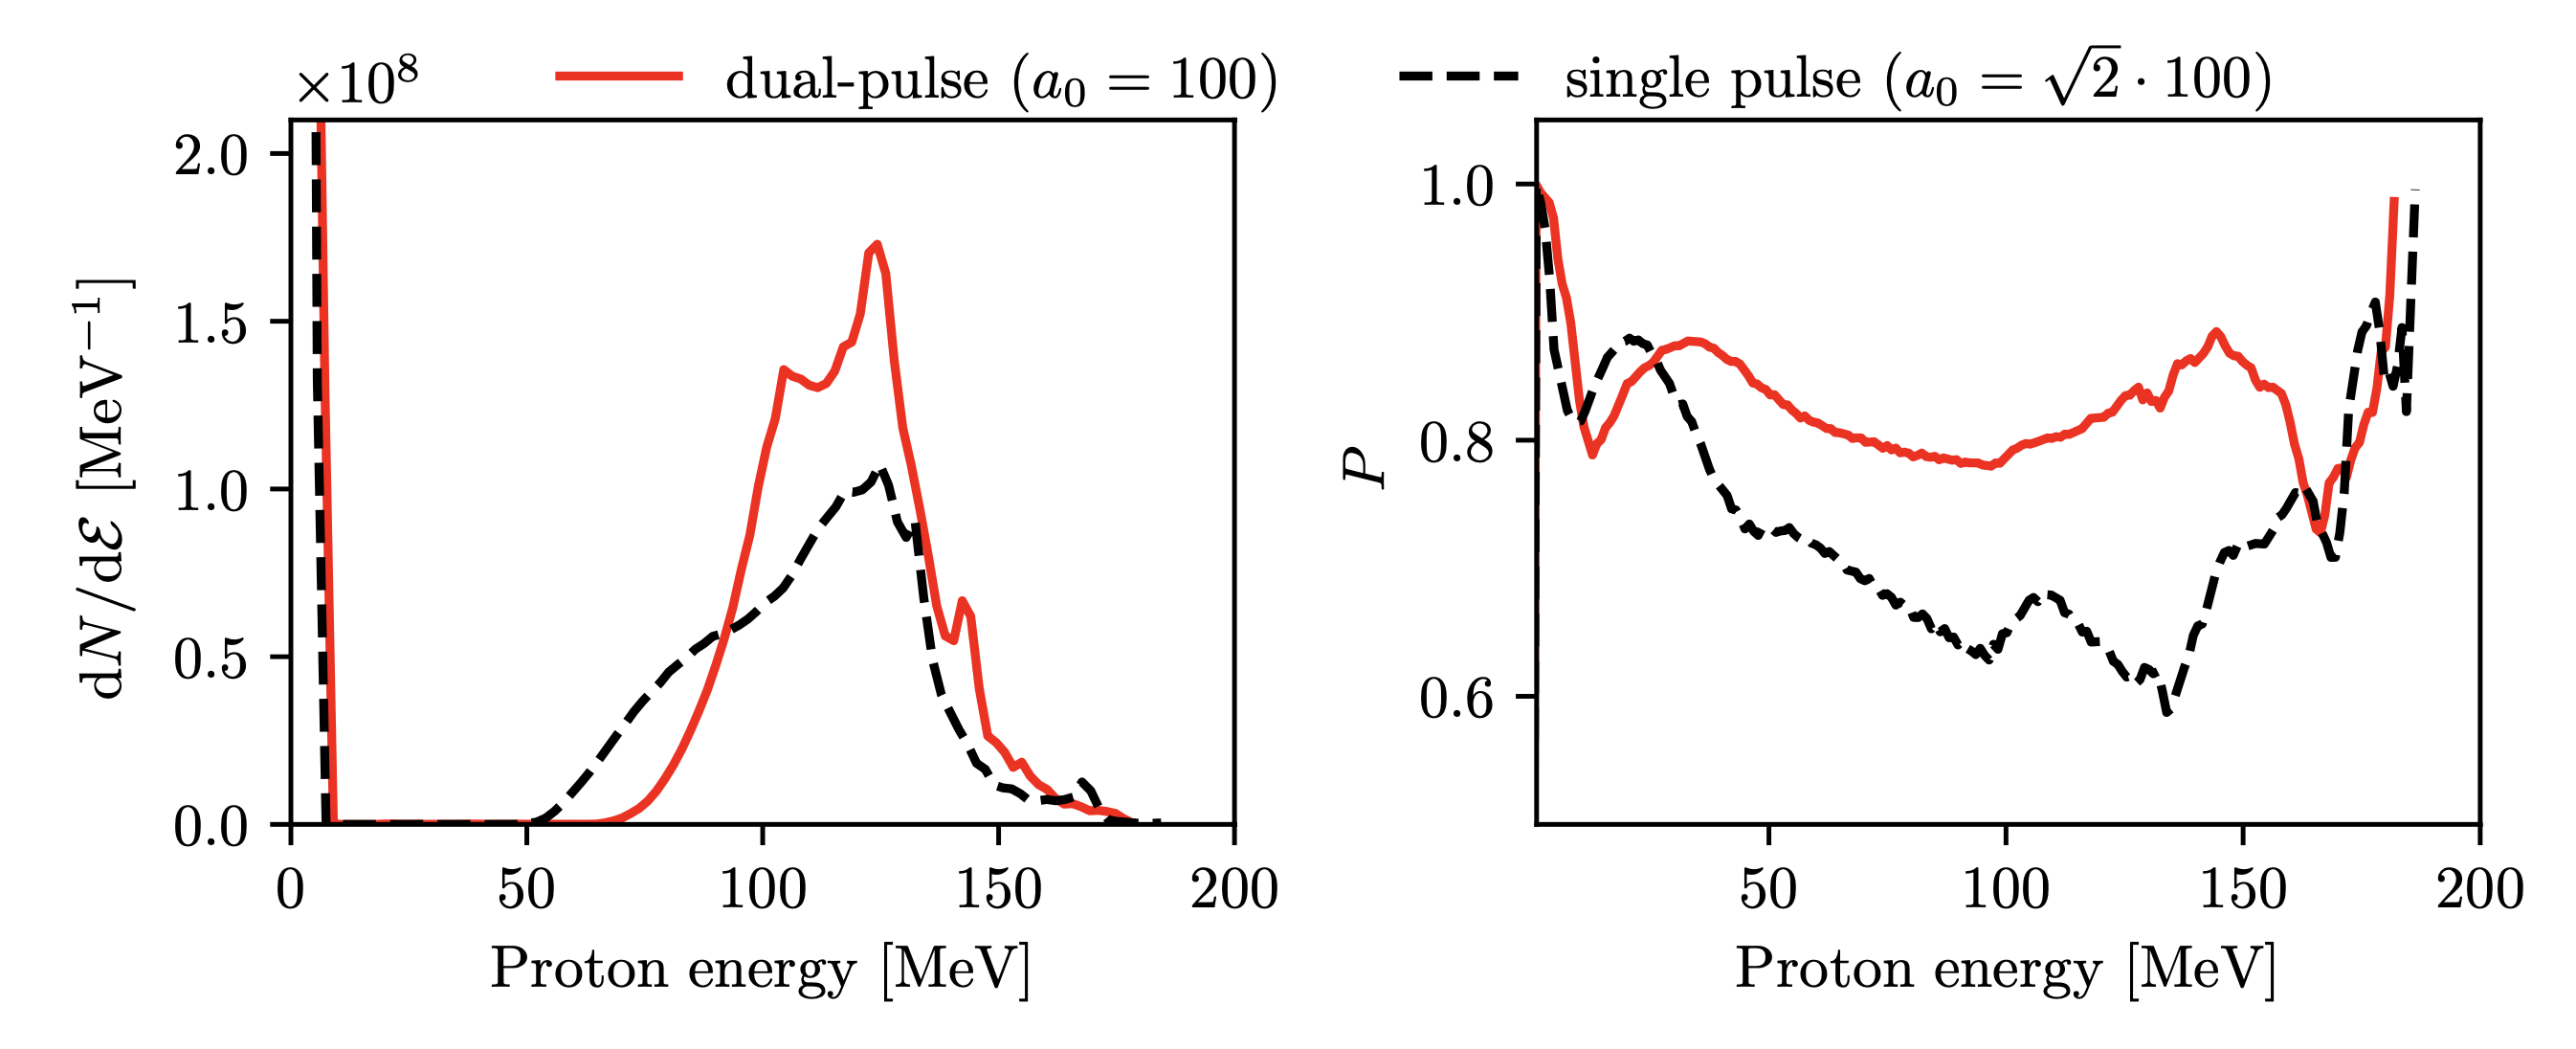 ×10⁸
dual-pulse (a₀ = 100)
single pulse (a₀ = √2 · 100)
dN/dℰ [MeV⁻¹]
2.0
1.5
1.0
0.5
0.0
0 50 100 150 200
Proton energy [MeV]
P
1.0
0.8
0.6
50 100 150 200
Proton energy [MeV]